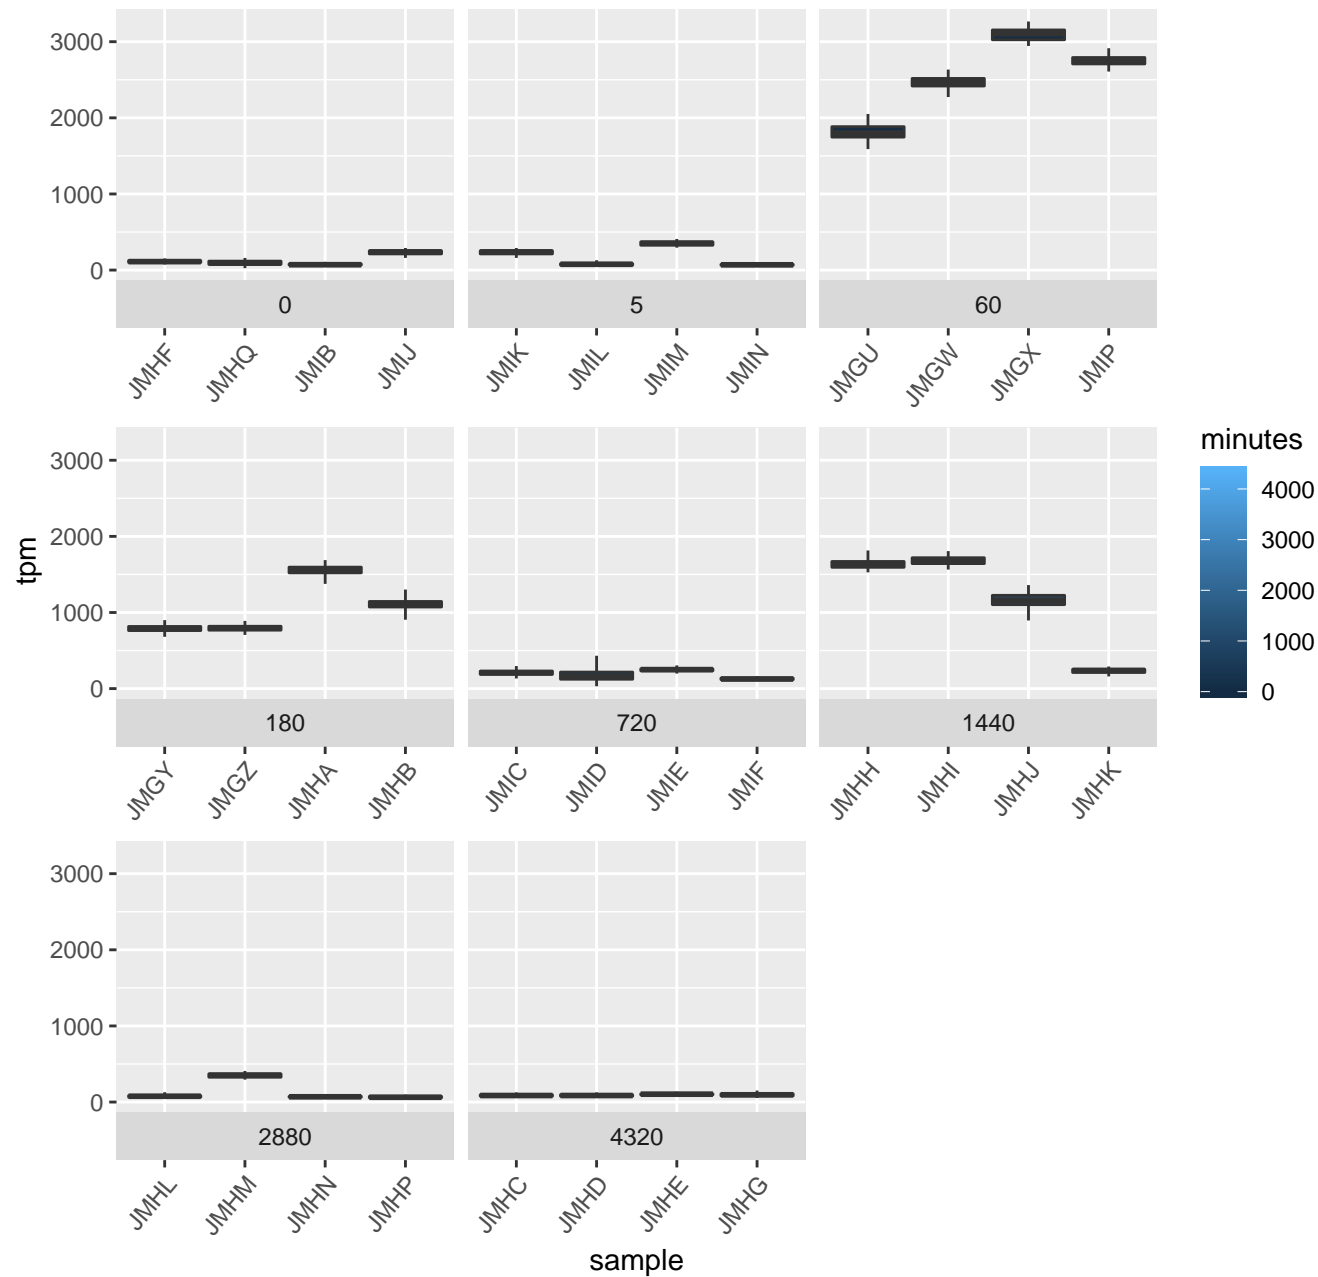 3000
2000
1000
0
0
5
60
JMHF
JMHQ
JMIB
JMIJ
JMIK
JMIL
JMIM
JMIN
JMGU
JMGW
JMGX
JMIP
tpm
3000
2000
1000
0
180
720
1440
JMGY
JMGZ
JMHA
JMHB
JMIC
JMID
JMIE
JMIF
JMHH
JMHI
JMHJ
JMHK
minutes
4000
3000
2000
1000
0
3000
2000
1000
0
2880
4320
JMHL
JMHM
JMHN
JMHP
JMHC
JMHD
JMHE
JMHG
sample